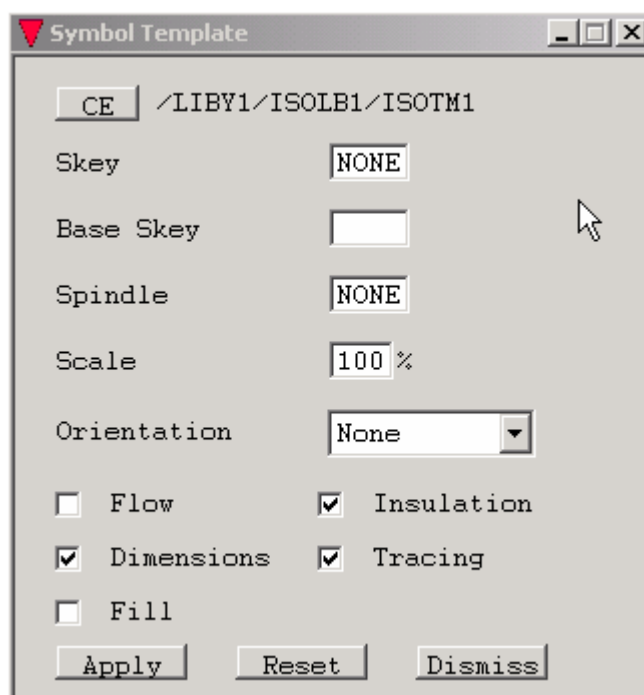 Symbol Template
CE /LIBY1/ISOLB1/ISOTM1
Skey NONE
Base Skey
Spindle NONE
Scale 100 %
Orientation None
Flow Insulation
Dimensions Tracing
Fill
Apply Reset Dismiss